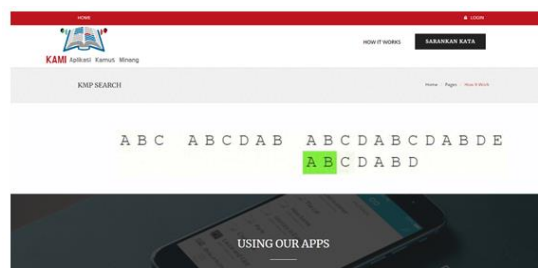 HOME
LOGIN
HOW IT WORKS
SARANKAN KATA
KAMI Aplikasi Kamus Minang
KMP SEARCH
Home Pages How It Work
A B C A B C D A B A B C D A B C D A B D E
A B C D A B D
USING OUR APPS